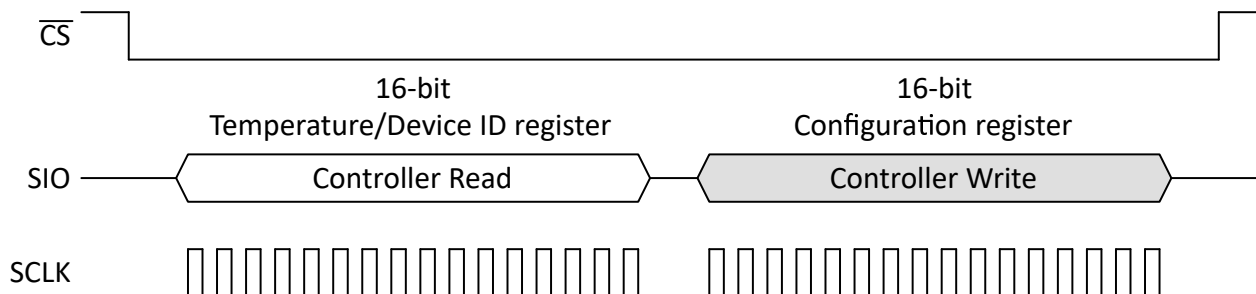 CS
16-bit
Temperature/Device ID register
16-bit
Configuration register
SIO
Controller Read
Controller Write
SCLK